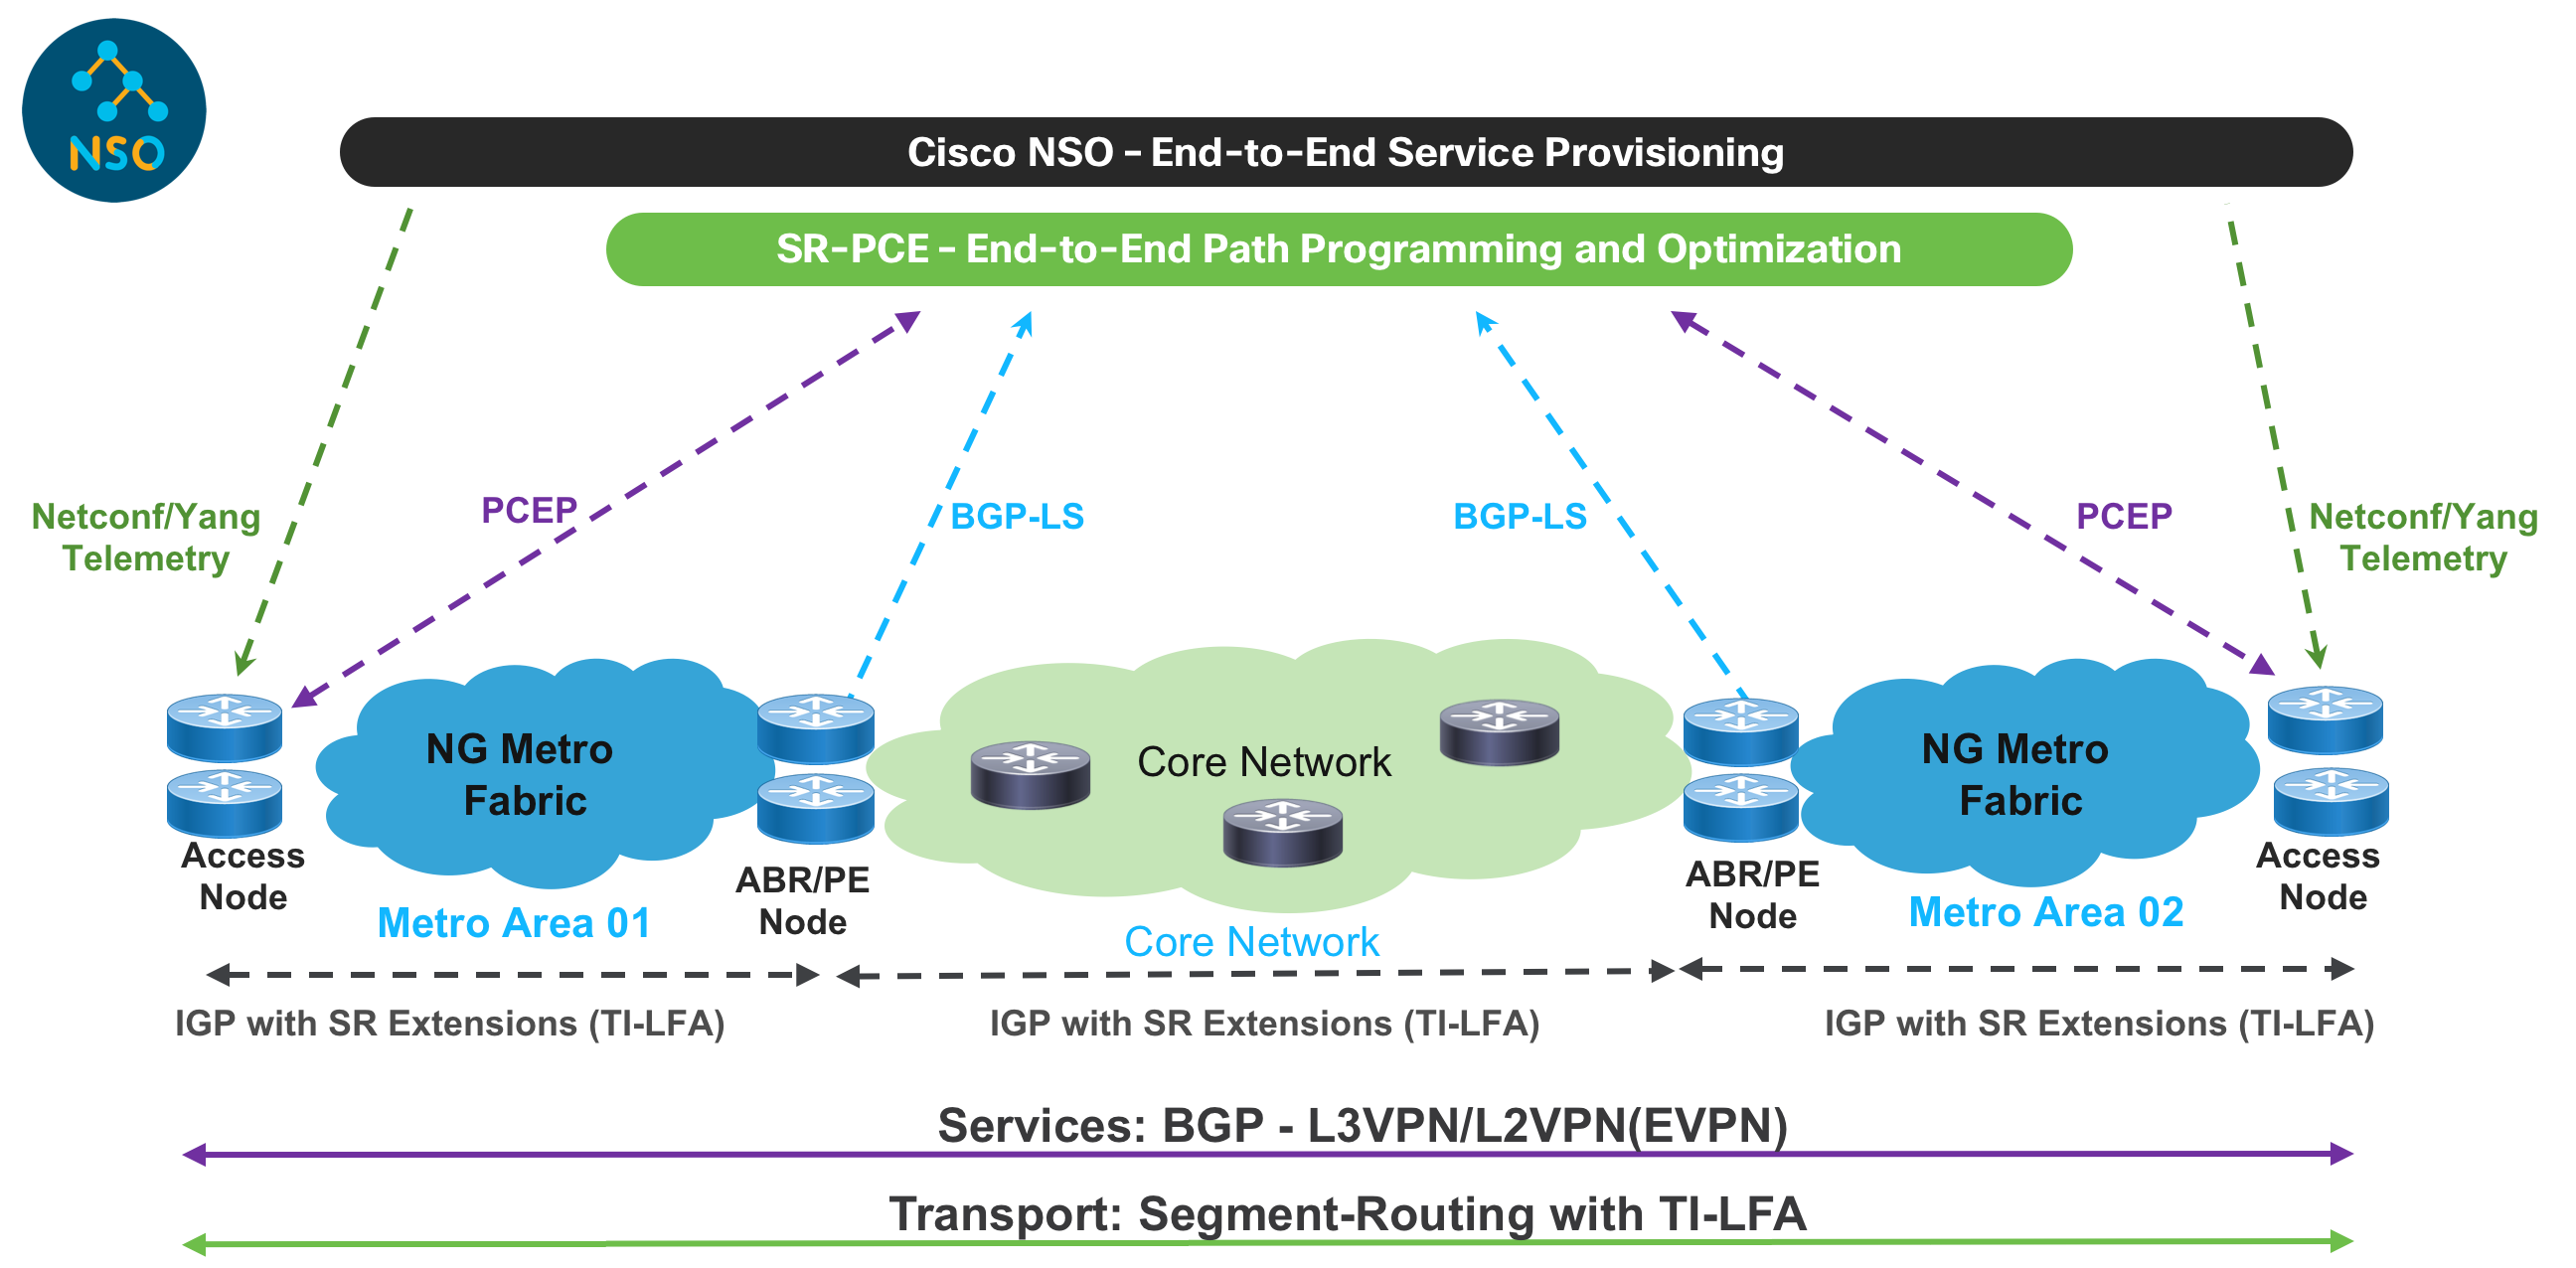 NSO
Cisco NSO – End-to-End Service Provisioning
SR-PCE – End-to-End Path Programming and Optimization
Netconf/Yang
Telemetry
PCEP
BGP-LS
BGP-LS
PCEP
Netconf/Yang
Telemetry
NG Metro
Fabric
Core Network
NG Metro
Fabric
Access
Node
Metro Area 01
ABR/PE
Node
Core Network
ABR/PE
Node
Metro Area 02
Access
Node
IGP with SR Extensions (TI-LFA)
IGP with SR Extensions (TI-LFA)
IGP with SR Extensions (TI-LFA)
Services: BGP - L3VPN/L2VPN(EVPN)
Transport: Segment-Routing with TI-LFA